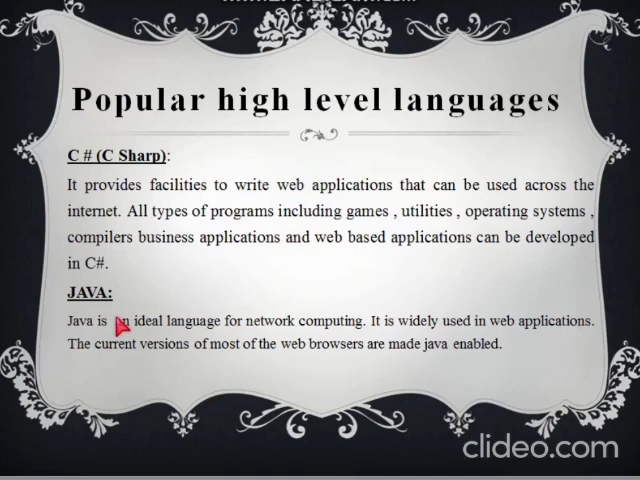 Popular high level languages
C # (C Sharp):
It provides facilities to write web applications that can be used across the
internet. All types of programs including games , utilities , operating systems ,
compilers business applications and web based applications can be developed
in C#.
JAVA:
Java is an ideal language for network computing. It is widely used in web applications.
The current versions of most of the web browsers are made java enabled.
clideo.com